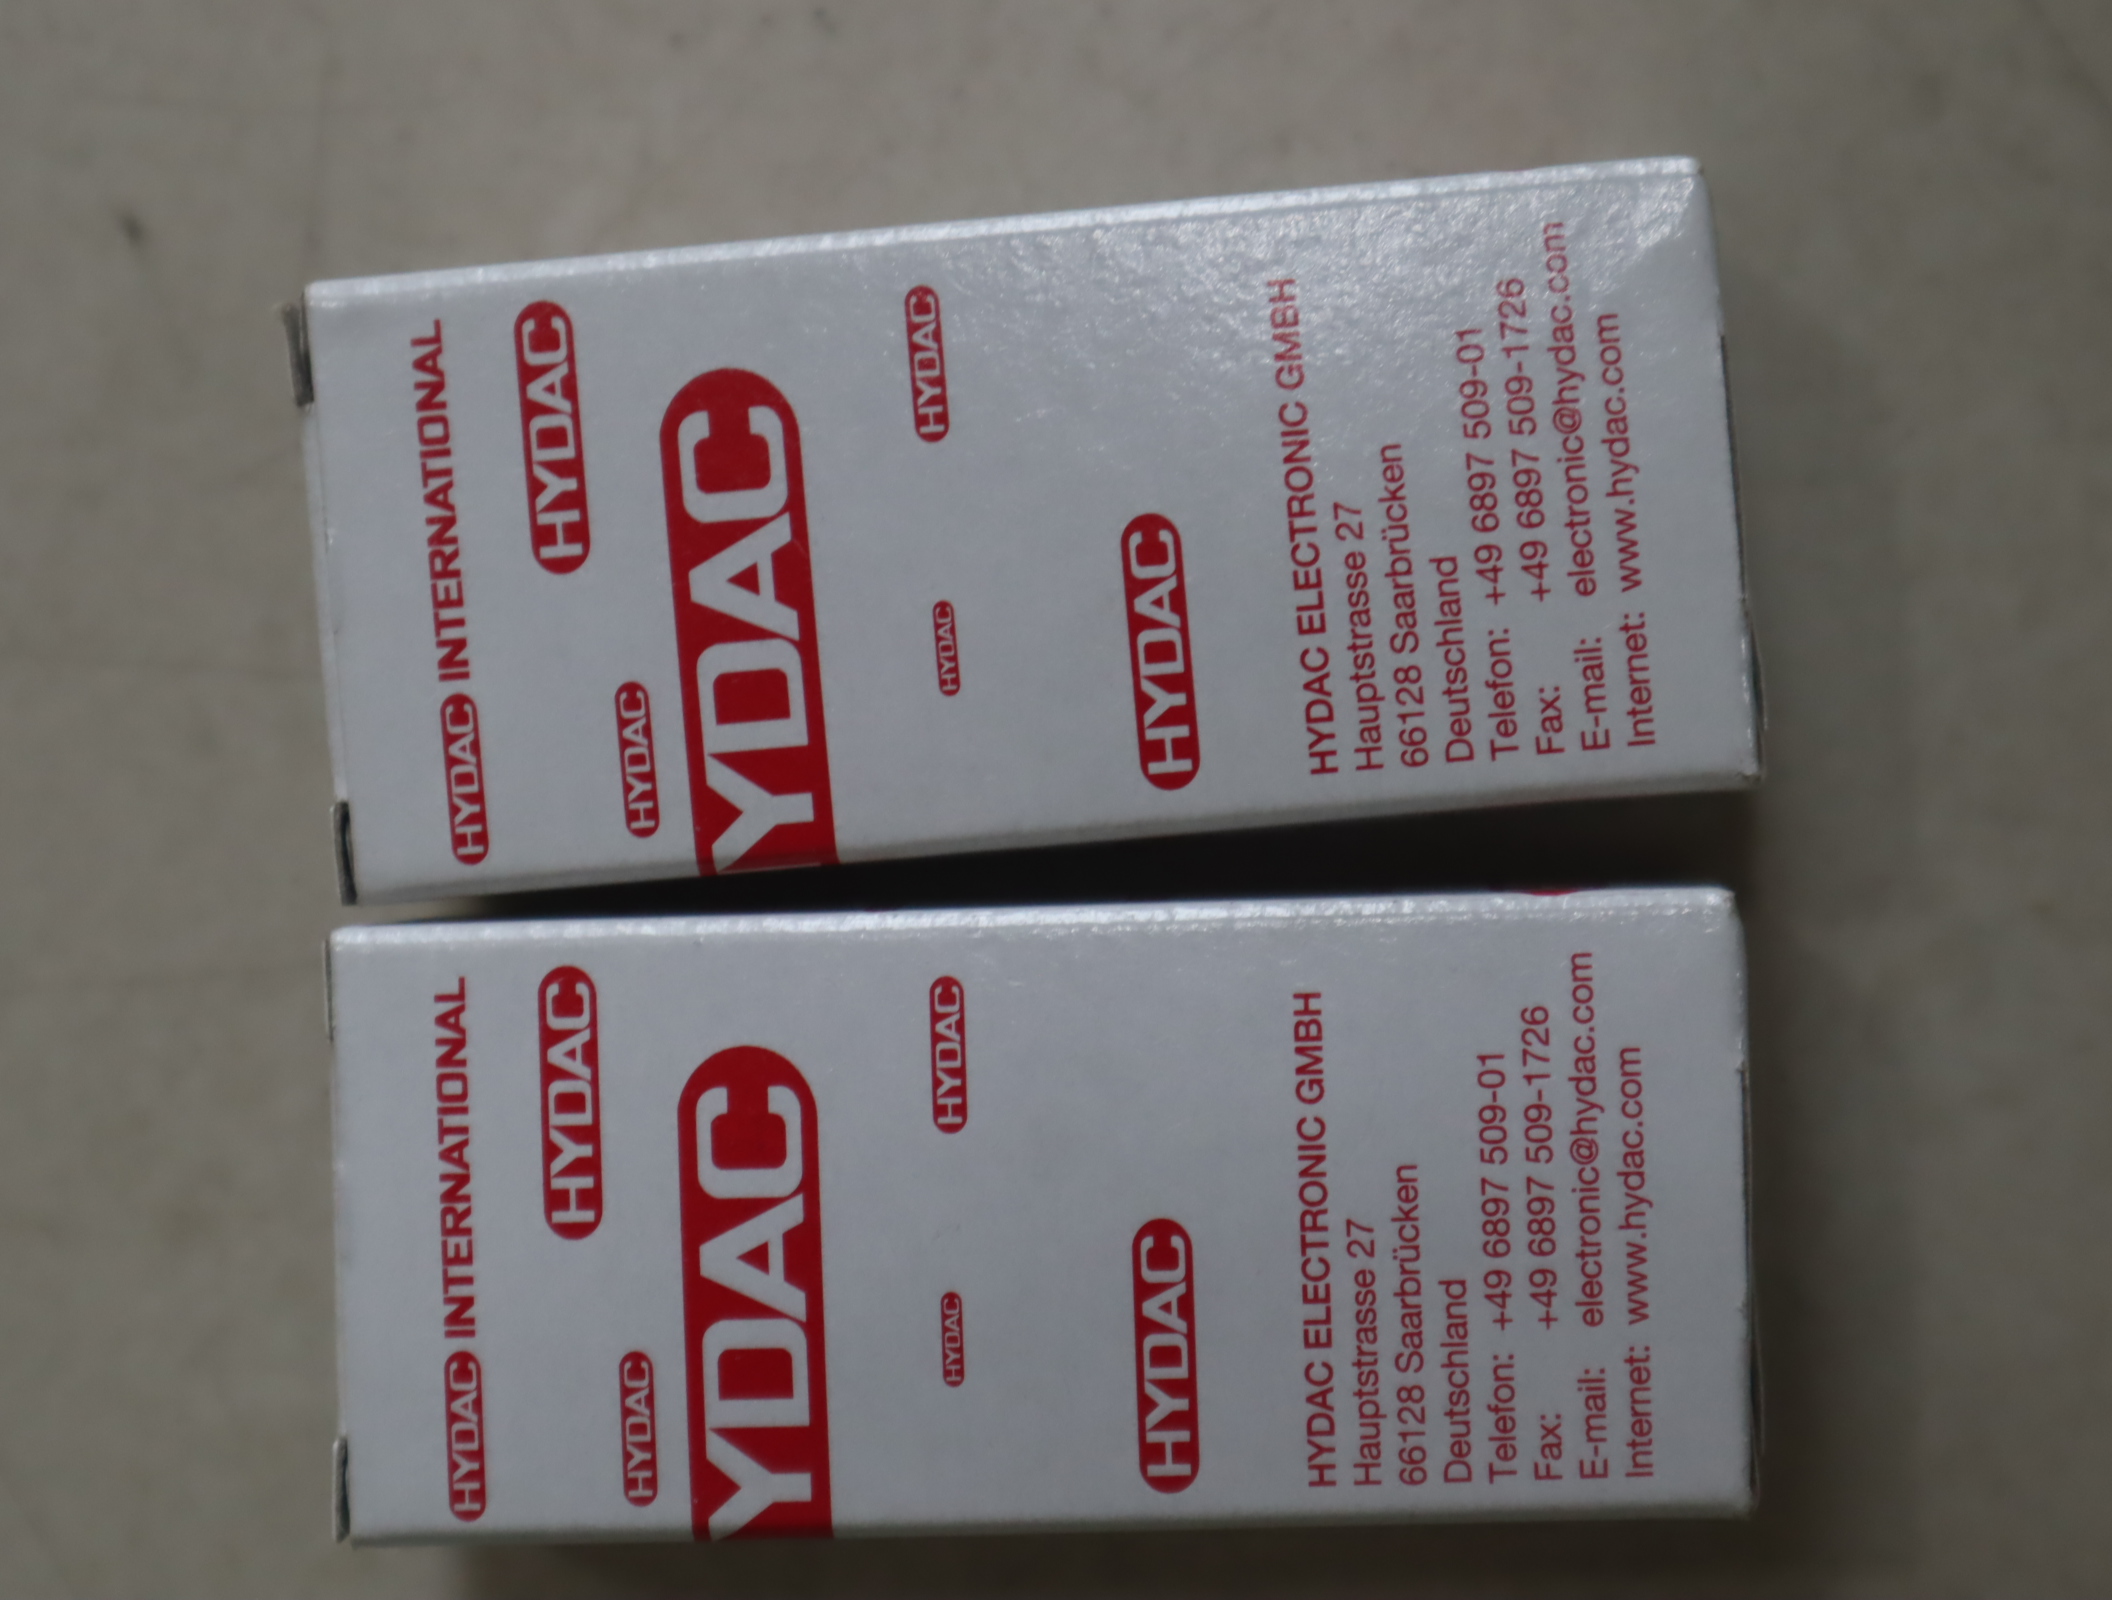 HYDAC INTERNATIONAL
HYDAC
HYDAC
YDAC
HYDAC
HYDAC
HYDAC
HYDAC ELECTRONIC GMBH
Hauptstrasse 27
66128 Saarbrücken
Deutschland
Telefon: +49 6897 509-01
Fax: +49 6897 509-1726
E-mail: electronic@hydac.com
Internet: www.hydac.com
HYDAC INTERNATIONAL
HYDAC
HYDAC
YDAC
HYDAC
HYDAC
HYDAC
HYDAC ELECTRONIC GMBH
Hauptstrasse 27
66128 Saarbrücken
Deutschland
Telefon: +49 6897 509-01
Fax: +49 6897 509-1726
E-mail: electronic@hydac.com
Internet: www.hydac.com